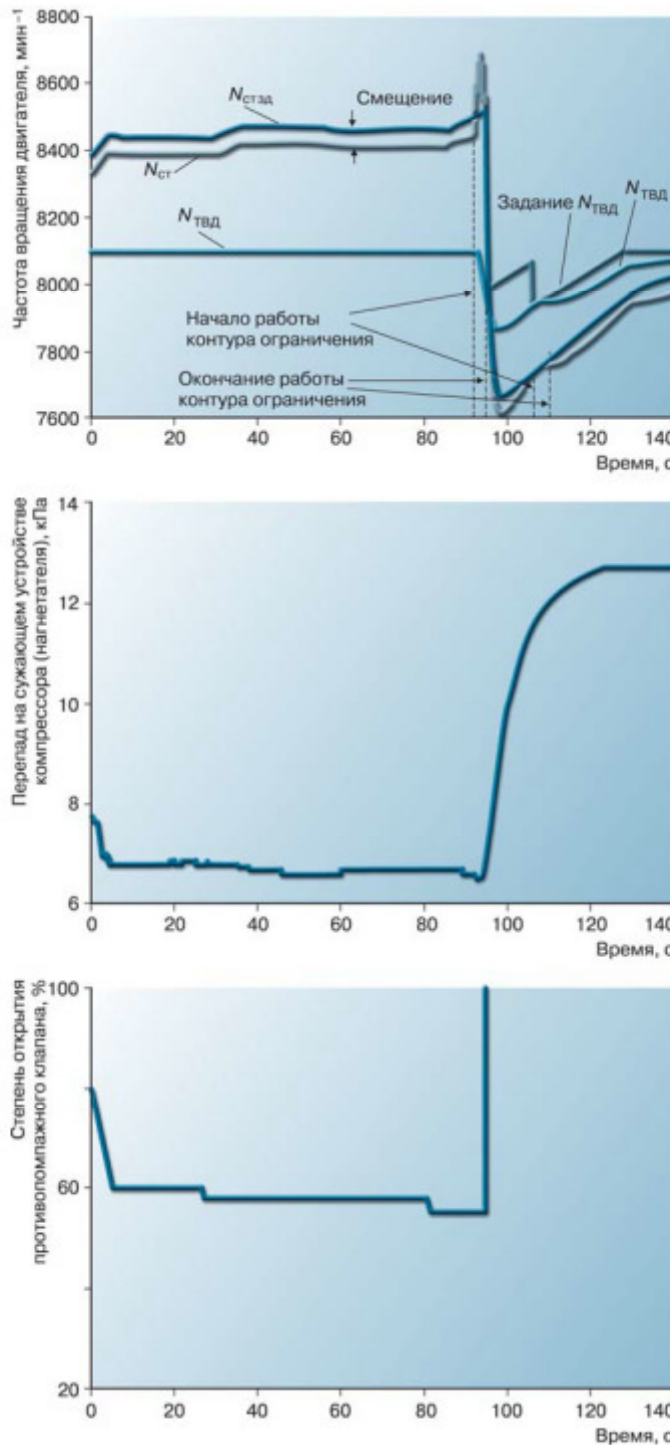 Частота вращения двигателя, мин⁻¹
8800
8600
8400
8200
8000
7800
7600
Nст зд
Смещение
Nст
NТВД
Задание NТВД
NТВД
Начало работы
контура ограничения
Окончание работы
контура ограничения
0 20 40 60 80 100 120 140
Время, с
Перепад на сужающем устройстве
компрессора (нагнетателя), кПа
14
12
10
8
6
0 20 40 60 80 100 120 140
Время, с
Степень открытия
противопомпажного клапана, %
100
60
20
0 20 40 60 80 100 120 140
Время, с